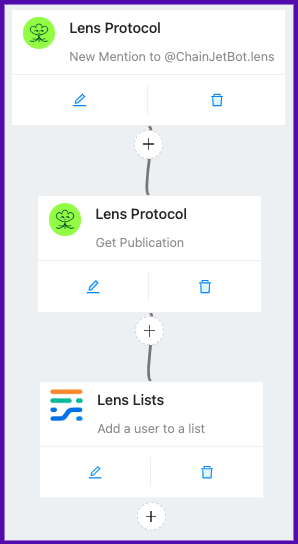 Lens Protocol
New Mention to @ChainJetBot.lens
Lens Protocol
Get Publication
Lens Lists
Add a user to a list